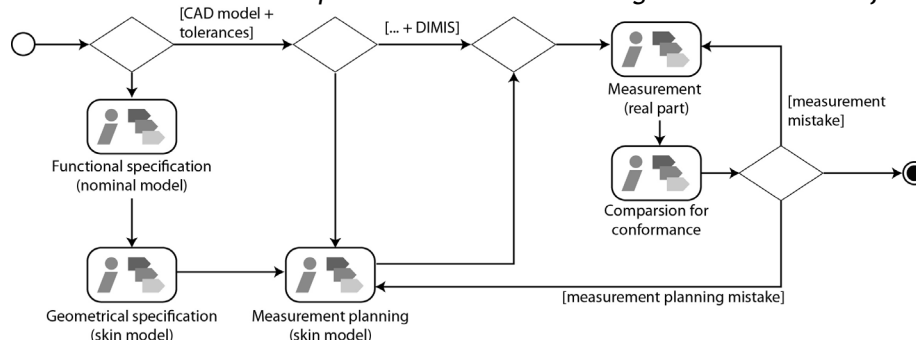 [CAD model +
tolerances]
[... + DIMIS]
Measurement
(real part)
[measurement
mistake]
Functional specification
(nominal model)
Comparsion for
conformance
[measurement planning mistake]
Geometrical specification
(skin model)
Measurement planning
(skin model)